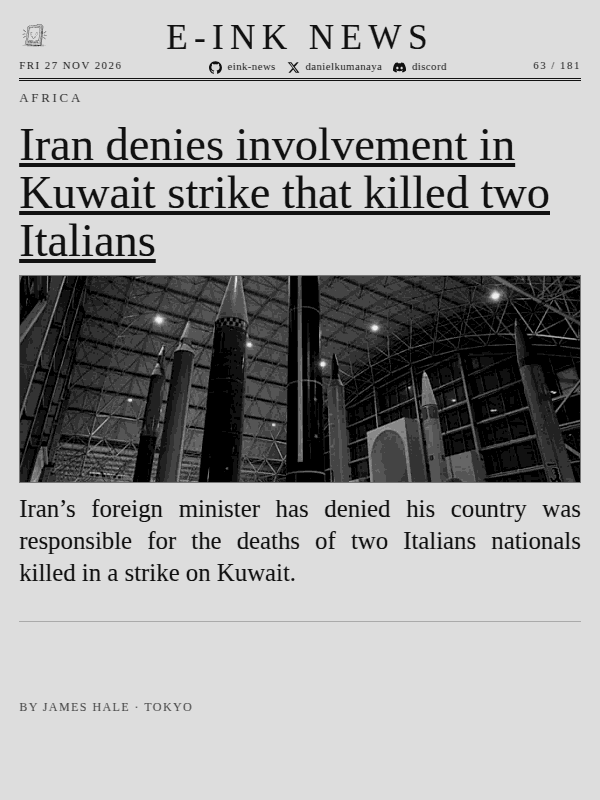 E-INK NEWS
FRI 27 NOV 2026
eink-news danielkumanaya discord
63 / 181
AFRICA
Iran denies involvement in
Kuwait strike that killed two
Italians
Iran’s foreign minister has denied his country was
responsible for the deaths of two Italians nationals
killed in a strike on Kuwait.
BY JAMES HALE · TOKYO